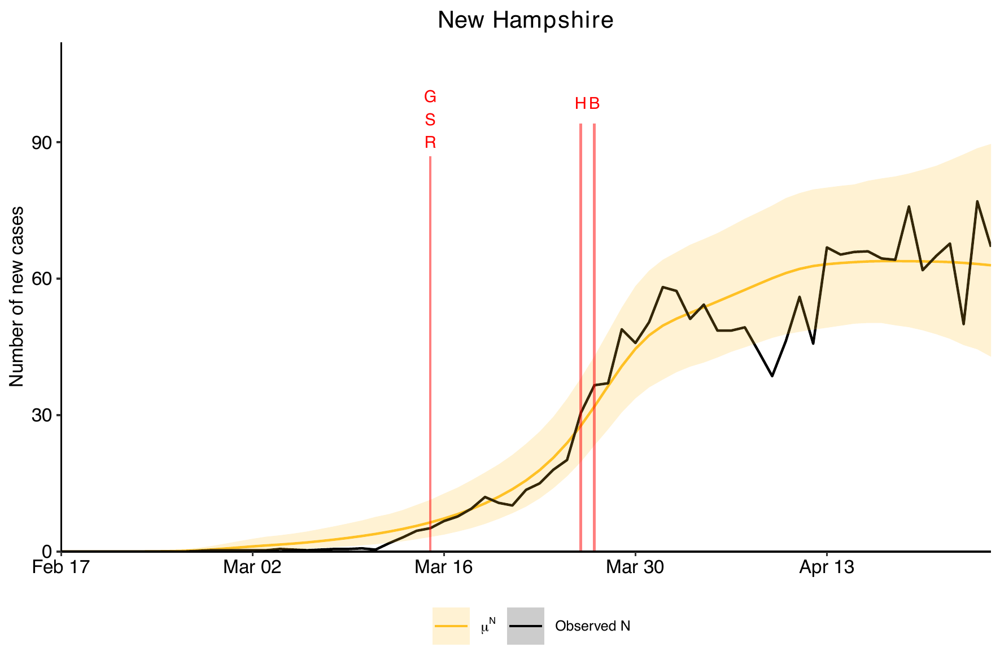 New Hampshire
G
S
R
H B
90
60
30
0
Number of new cases
Feb 17 Mar 02 Mar 16 Mar 30 Apr 13
μ^N Observed N